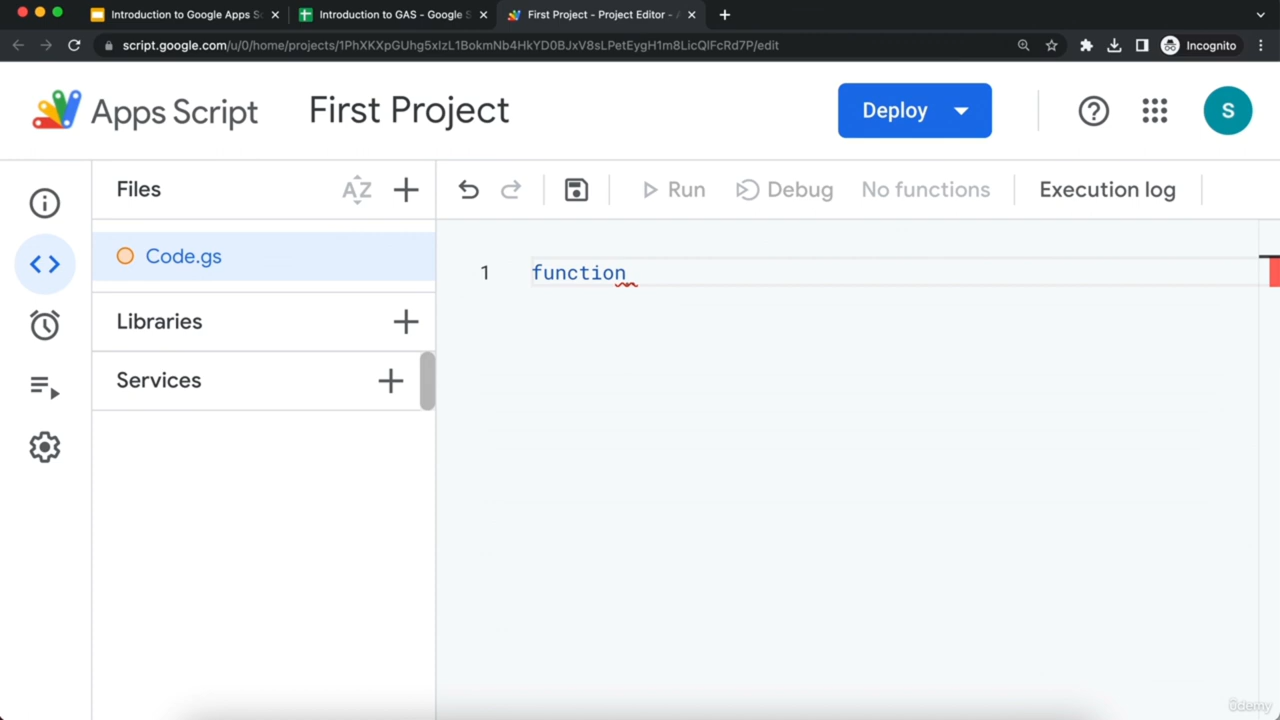 Introduction to Google Apps Sc
Introduction to GAS - Google S
First Project - Project Editor - A
script.google.com/u/0/home/projects/1PhXKXpGUhg5xIzL1BokmNb4HkYD0BJxV8sLPetEygH1m8LicQIFcRd7P/edit
Incognito
Apps Script
First Project
Deploy
S
Files
AZ
Run
Debug
No functions
Execution log
Code.gs
1
function
Libraries
Services
ûdemy